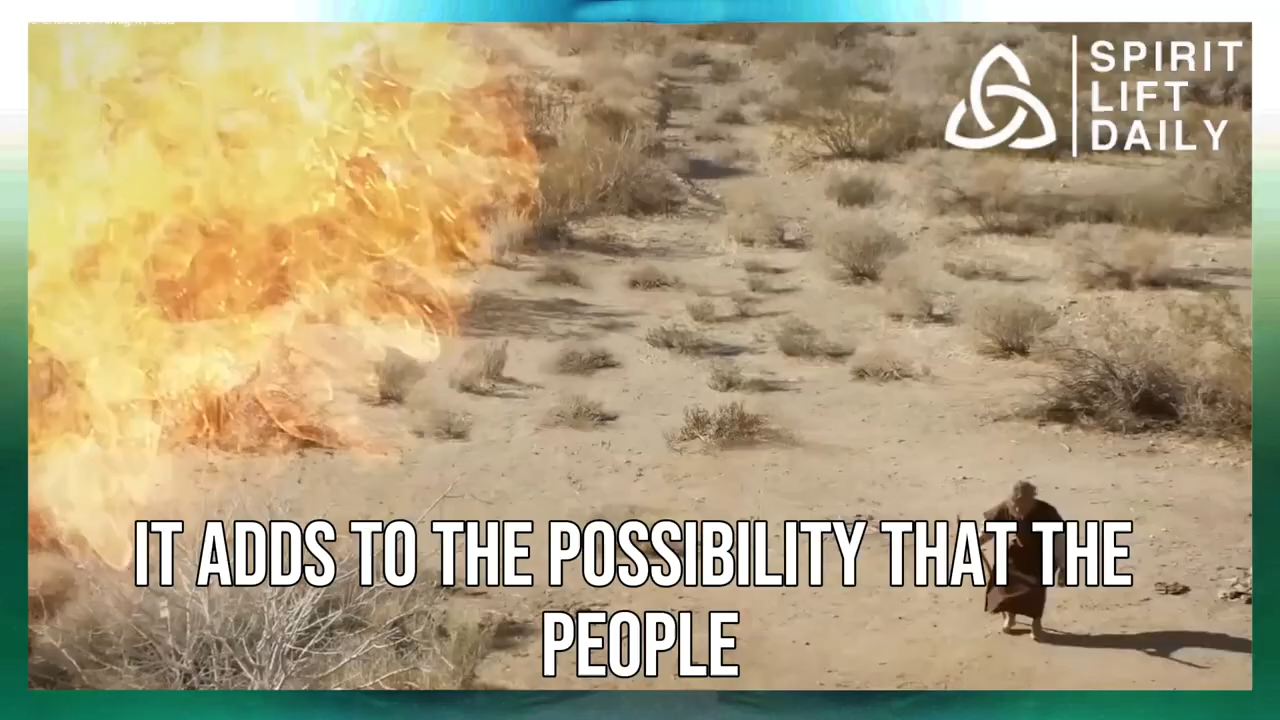 SPIRIT
LIFT
DAILY
IT ADDS TO THE POSSIBILITY THAT THE
PEOPLE